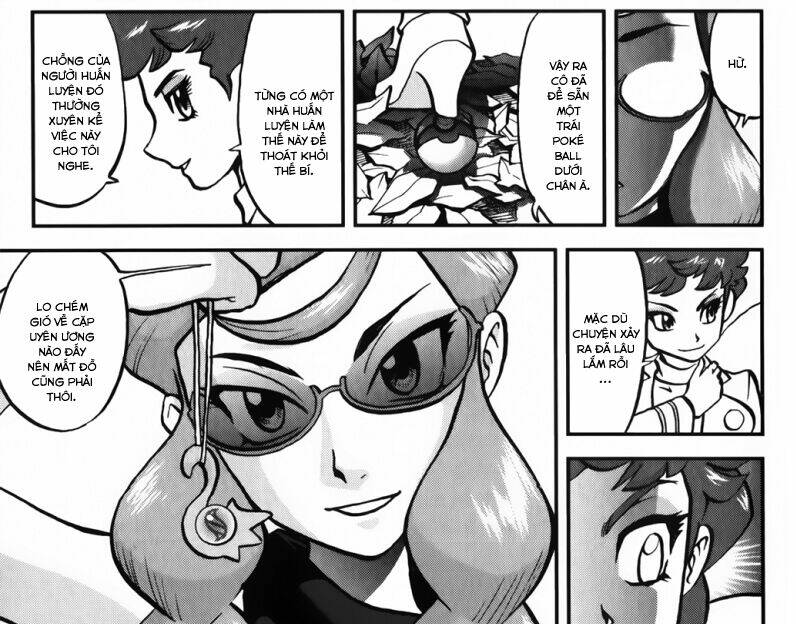 HỪ.
VẬY RA
CÔ ĐÃ
ĐỂ SẴN
MỘT
TRÁI
POKÉ
BALL
DƯỚI
CHÂN À.
TỪNG CÓ MỘT
NHÀ HUẤN
LUYỆN LÀM
THẾ NÀY ĐỂ
THOÁT KHỎI
THẾ BÍ.
CHỒNG CỦA
NGƯỜI HUẤN
LUYỆN ĐÓ
THƯỜNG
XUYÊN KỂ
VIỆC NÀY
CHO TÔI
NGHE.
MẶC DÙ
CHUYỆN XẢY
RA ĐÃ LÂU
LẮM RỒI
...
LO CHÉM
GIÓ VỀ CẶP
UYÊN ƯƠNG
NÀO ĐẤY
NÊN MẤT ĐỒ
CŨNG PHẢI
THÔI.